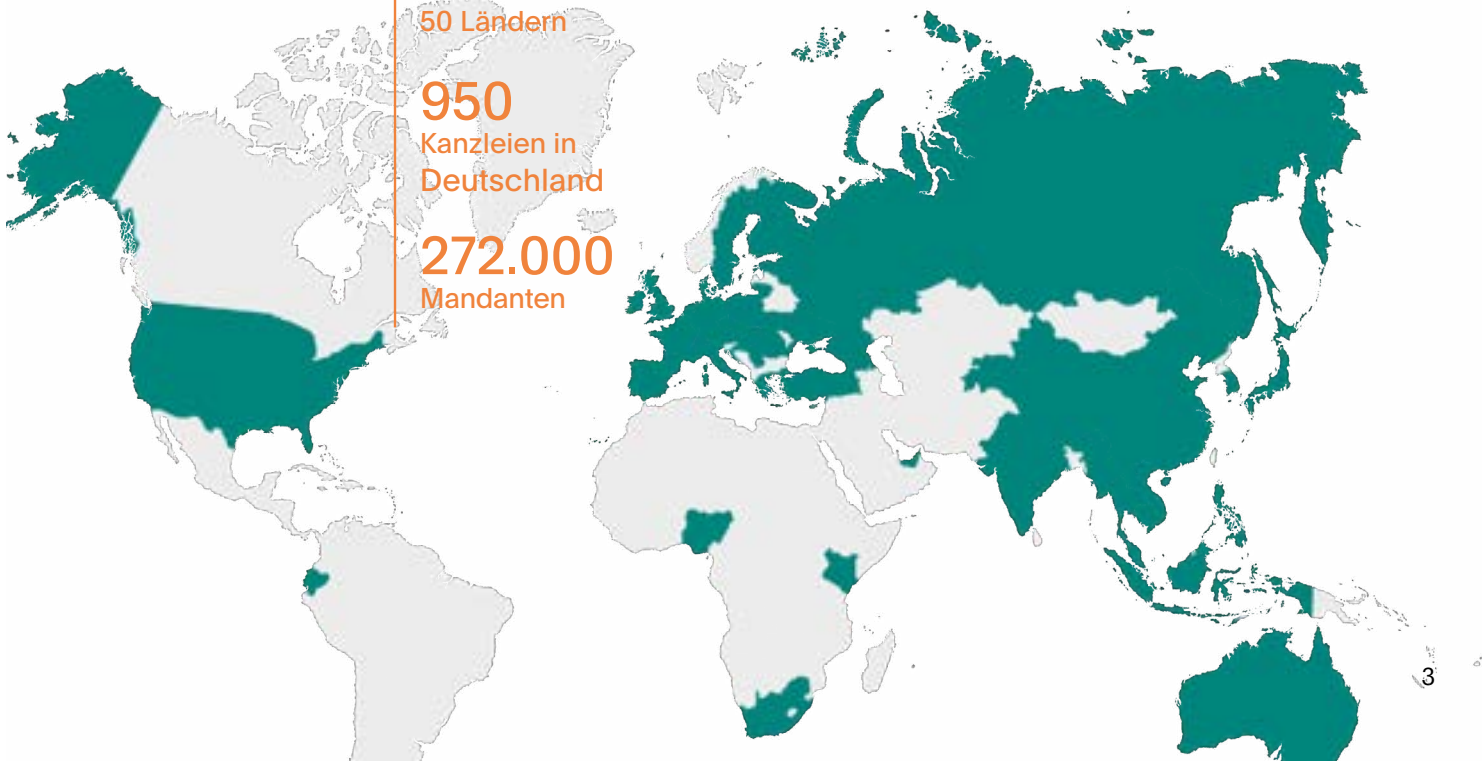 50 Ländern
950
Kanzleien in
Deutschland
272.000
Mandanten
3